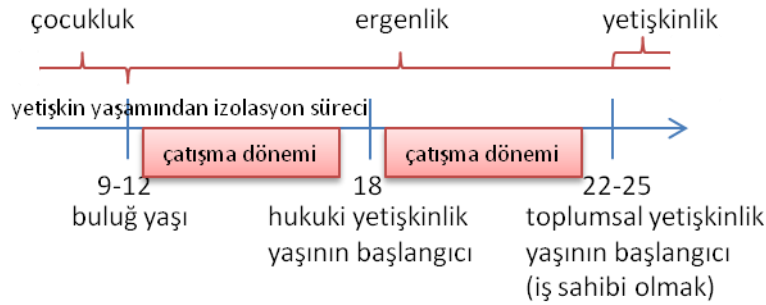 çocukluk ergenlik yetişkinlik
yetişkin yaşamından izolasyon süreci
çatışma dönemi çatışma dönemi
9-12 18 22-25
buluğ yaşı hukuki yetişkinlik toplumsal yetişkinlik
yaşının başlangıcı yaşının başlangıcı
(iş sahibi olmak)